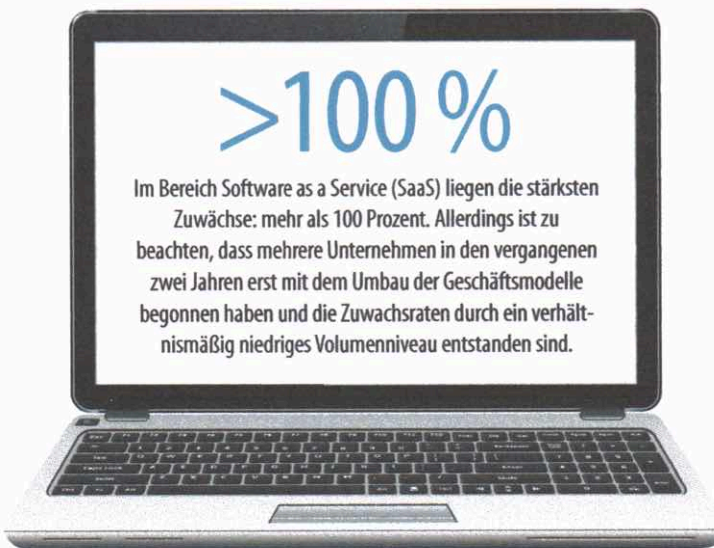 >100 %
Im Bereich Software as a Service (SaaS) liegen die stärksten
Zuwächse: mehr als 100 Prozent. Allerdings ist zu
beachten, dass mehrere Unternehmen in den vergangenen
zwei Jahren erst mit dem Umbau der Geschäftsmodelle
begonnen haben und die Zuwachsraten durch ein verhält-
nismäßig niedriges Volumenniveau entstanden sind.